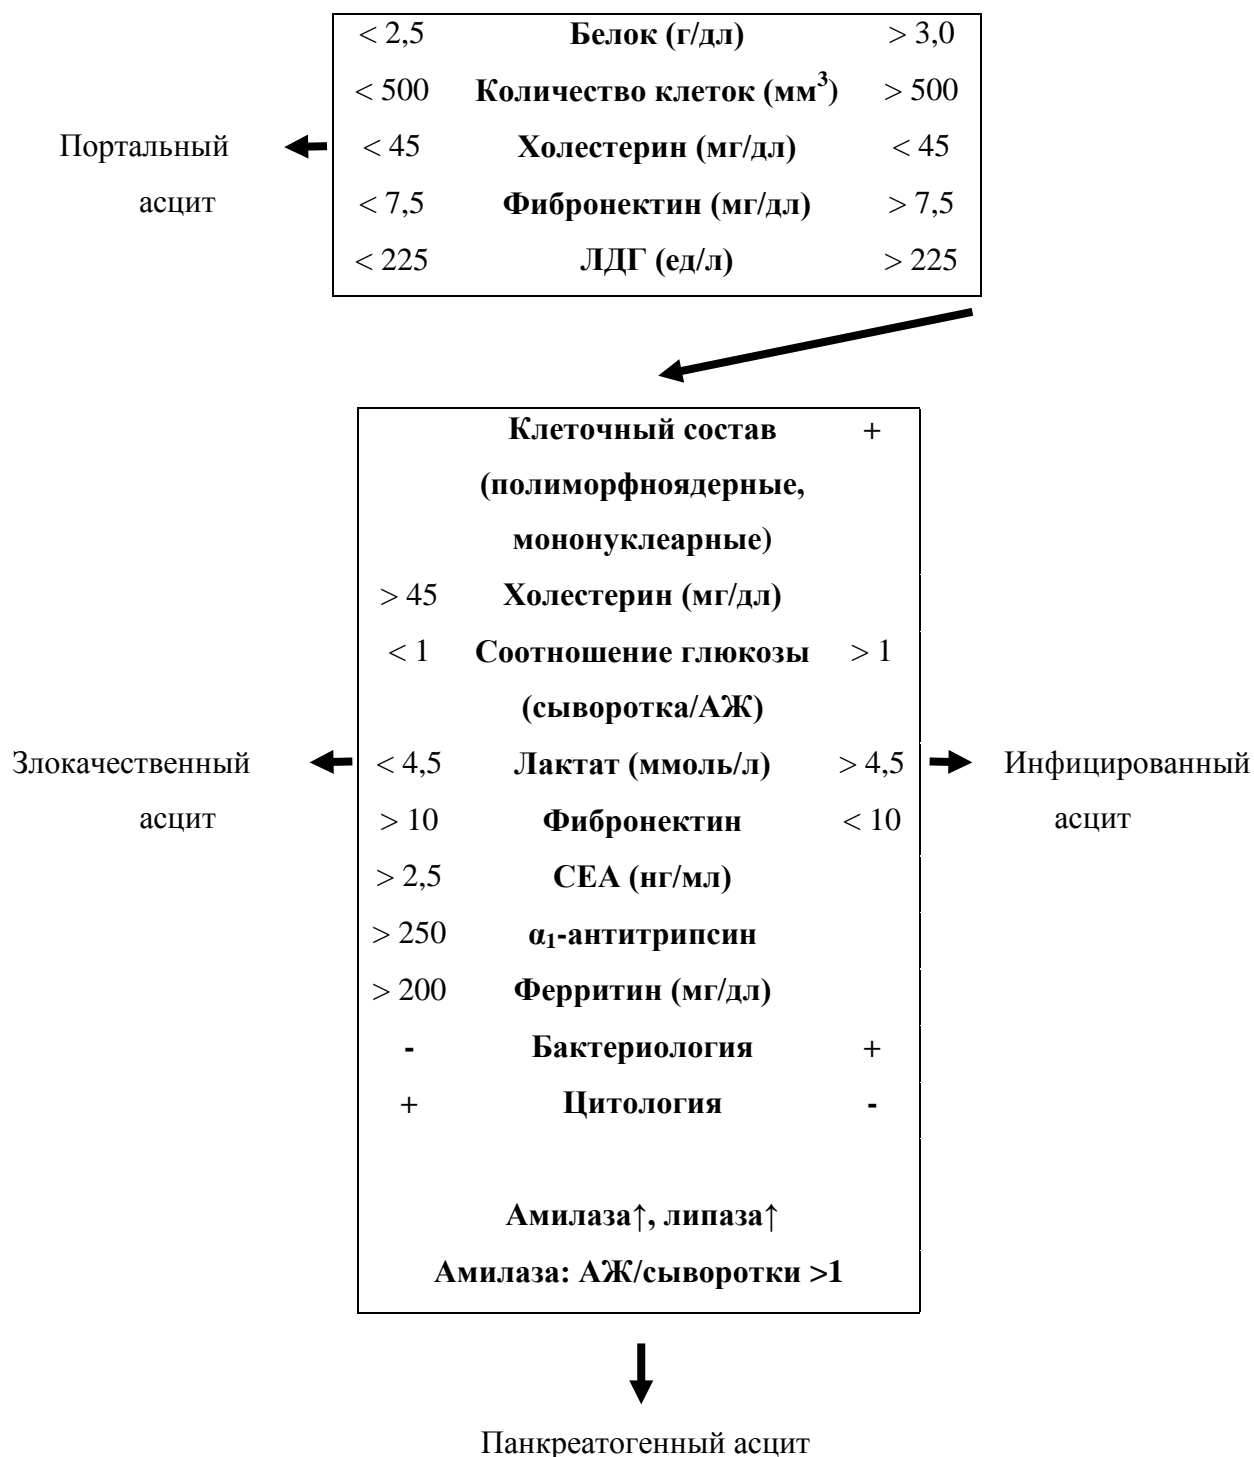 < 2,5 Белок (г/дл) > 3,0
< 500 Количество клеток (мм³) > 500
Портальный < 45 Холестерин (мг/дл) < 45
асцит < 7,5 Фибронектин (мг/дл) > 7,5
< 225 ЛДГ (ед/л) > 225
Клеточный состав +
(полиморфноядерные,
мононуклеарные)
> 45 Холестерин (мг/дл)
< 1 Соотношение глюкозы > 1
(сыворотка/АЖ)
Злокачественный < 4,5 Лактат (ммоль/л) > 4,5 Инфицированный
асцит > 10 Фибронектин < 10 асцит
> 2,5 СЕА (нг/мл)
> 250 α₁-антитрипсин
> 200 Ферритин (мг/дл)
- Бактериология +
+ Цитология -
Амилаза↑, липаза↑
Амилаза: АЖ/сыворотки >1
Панкреатогенный асцит